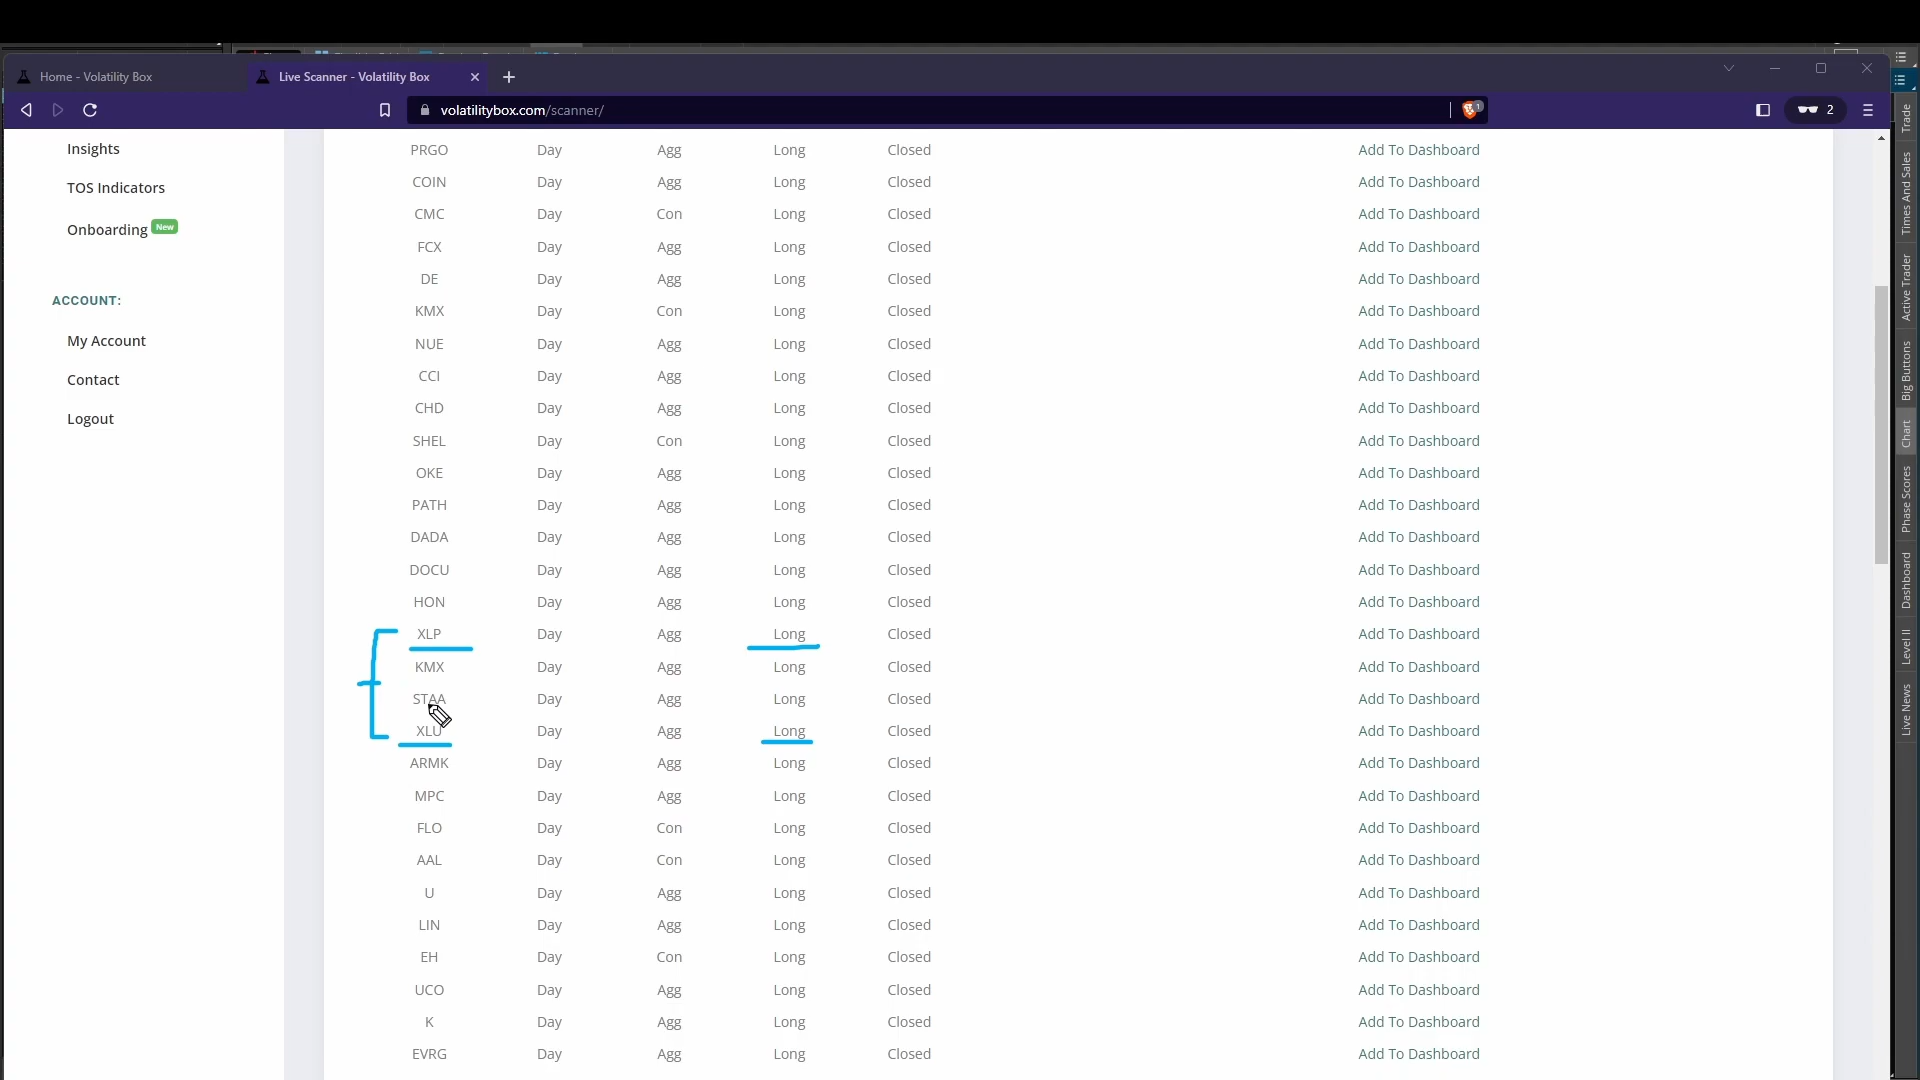 Home - Volatility Box
Live Scanner - Volatility Box
volatilitybox.com/scanner/
1
2
Insights
TOS Indicators
Onboarding New
ACCOUNT:
My Account
Contact
Logout
PRGO Day Agg Long Closed Add To Dashboard
COIN Day Agg Long Closed Add To Dashboard
CMC Day Con Long Closed Add To Dashboard
FCX Day Agg Long Closed Add To Dashboard
DE Day Agg Long Closed Add To Dashboard
KMX Day Con Long Closed Add To Dashboard
NUE Day Agg Long Closed Add To Dashboard
CCI Day Agg Long Closed Add To Dashboard
CHD Day Agg Long Closed Add To Dashboard
SHEL Day Con Long Closed Add To Dashboard
OKE Day Agg Long Closed Add To Dashboard
PATH Day Agg Long Closed Add To Dashboard
DADA Day Agg Long Closed Add To Dashboard
DOCU Day Agg Long Closed Add To Dashboard
HON Day Agg Long Closed Add To Dashboard
XLP Day Agg Long Closed Add To Dashboard
KMX Day Agg Long Closed Add To Dashboard
STAA Day Agg Long Closed Add To Dashboard
XLU Day Agg Long Closed Add To Dashboard
ARMK Day Agg Long Closed Add To Dashboard
MPC Day Agg Long Closed Add To Dashboard
FLO Day Con Long Closed Add To Dashboard
AAL Day Con Long Closed Add To Dashboard
U Day Agg Long Closed Add To Dashboard
LIN Day Agg Long Closed Add To Dashboard
EH Day Con Long Closed Add To Dashboard
UCO Day Agg Long Closed Add To Dashboard
K Day Agg Long Closed Add To Dashboard
EVRG Day Agg Long Closed Add To Dashboard
Trade
Times And Sales
Active Trader
Big Buttons
Chart
Phase Scores
Dashboard
Level II
Live News